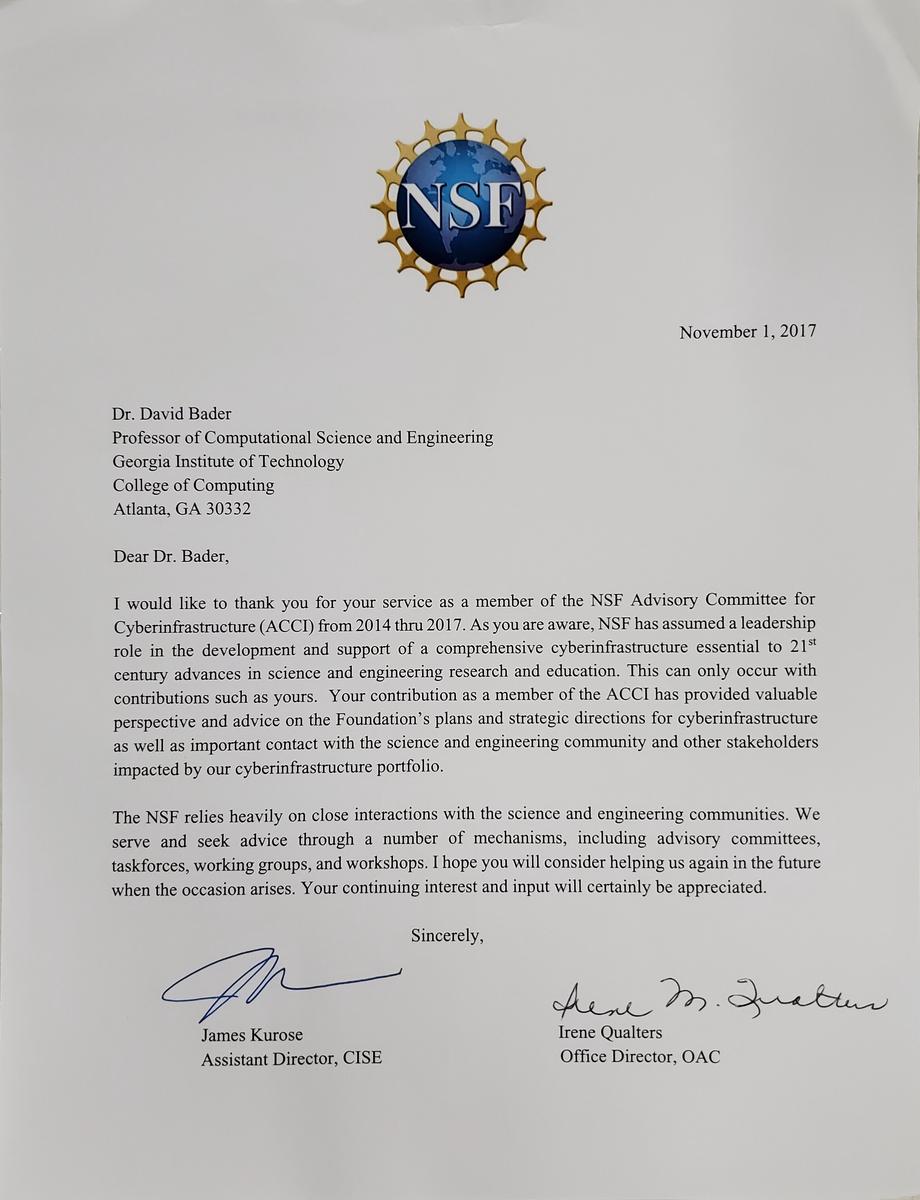 NSF
November 1, 2017
Dr. David Bader
Professor of Computational Science and Engineering
Georgia Institute of Technology
College of Computing
Atlanta, GA 30332
Dear Dr. Bader,
I would like to thank you for your service as a member of the NSF Advisory Committee for
Cyberinfrastructure (ACCI) from 2014 thru 2017. As you are aware, NSF has assumed a leadership
role in the development and support of a comprehensive cyberinfrastructure essential to 21st
century advances in science and engineering research and education. This can only occur with
contributions such as yours.  Your contribution as a member of the ACCI has provided valuable
perspective and advice on the Foundation’s plans and strategic directions for cyberinfrastructure
as well as important contact with the science and engineering community and other stakeholders
impacted by our cyberinfrastructure portfolio.
The NSF relies heavily on close interactions with the science and engineering communities. We
serve and seek advice through a number of mechanisms, including advisory committees,
taskforces, working groups, and workshops. I hope you will consider helping us again in the future
when the occasion arises. Your continuing interest and input will certainly be appreciated.
Sincerely,
Irene M. Qualters
James Kurose
Irene Qualters
Assistant Director, CISE
Office Director, OAC